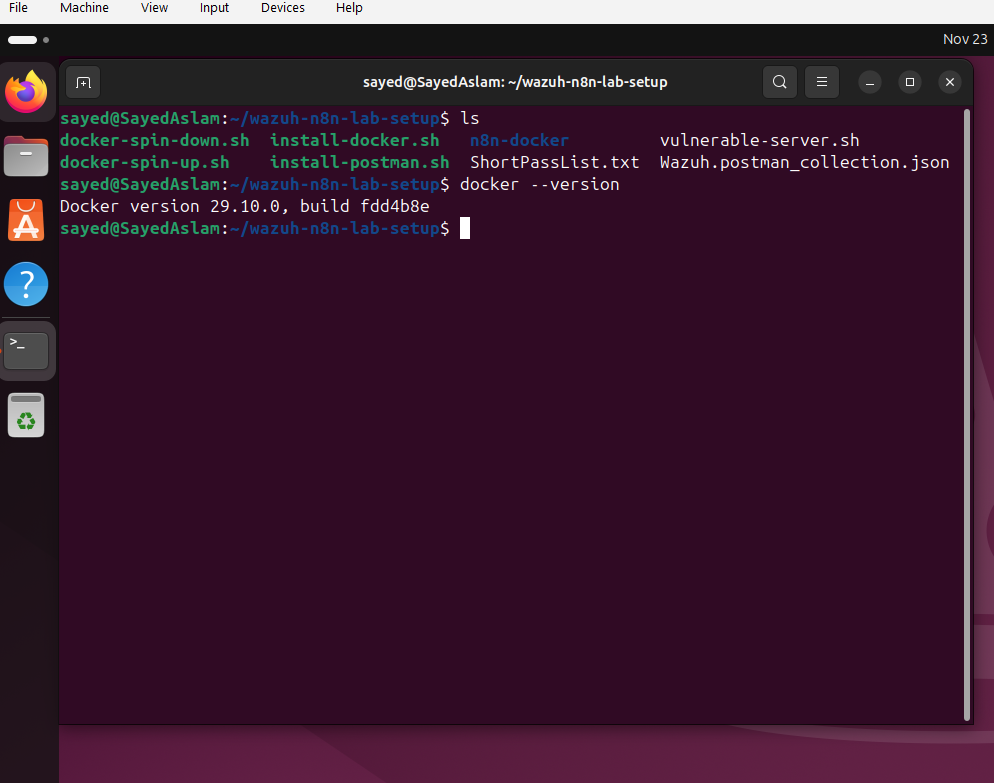 File Machine View Input Devices Help
Nov 23
sayed@SayedAslam: ~/wazuh-n8n-lab-setup
sayed@SayedAslam:~/wazuh-n8n-lab-setup$ ls
docker-spin-down.sh install-docker.sh n8n-docker vulnerable-server.sh
docker-spin-up.sh install-postman.sh ShortPassList.txt Wazuh.postman_collection.json
sayed@SayedAslam:~/wazuh-n8n-lab-setup$ docker --version
Docker version 29.10.0, build fdd4b8e
sayed@SayedAslam:~/wazuh-n8n-lab-setup$